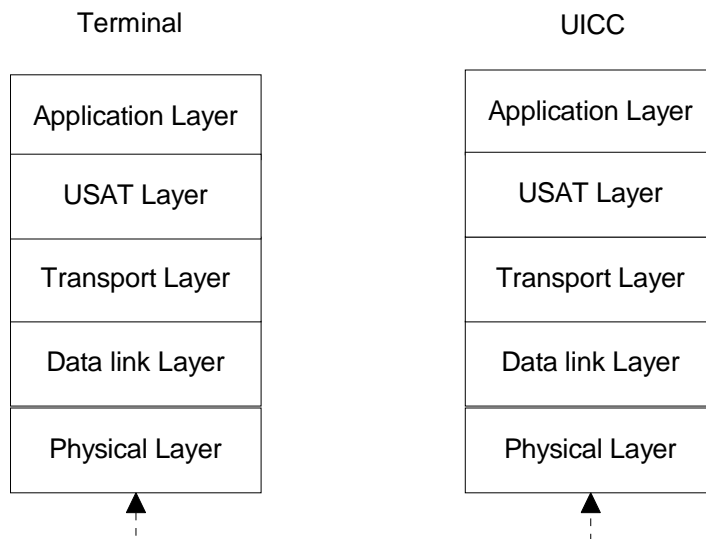 Terminal
UICC
Application Layer
Application Layer
USAT Layer
USAT Layer
Transport Layer
Transport Layer
Data link Layer
Data link Layer
Physical Layer
Physical Layer